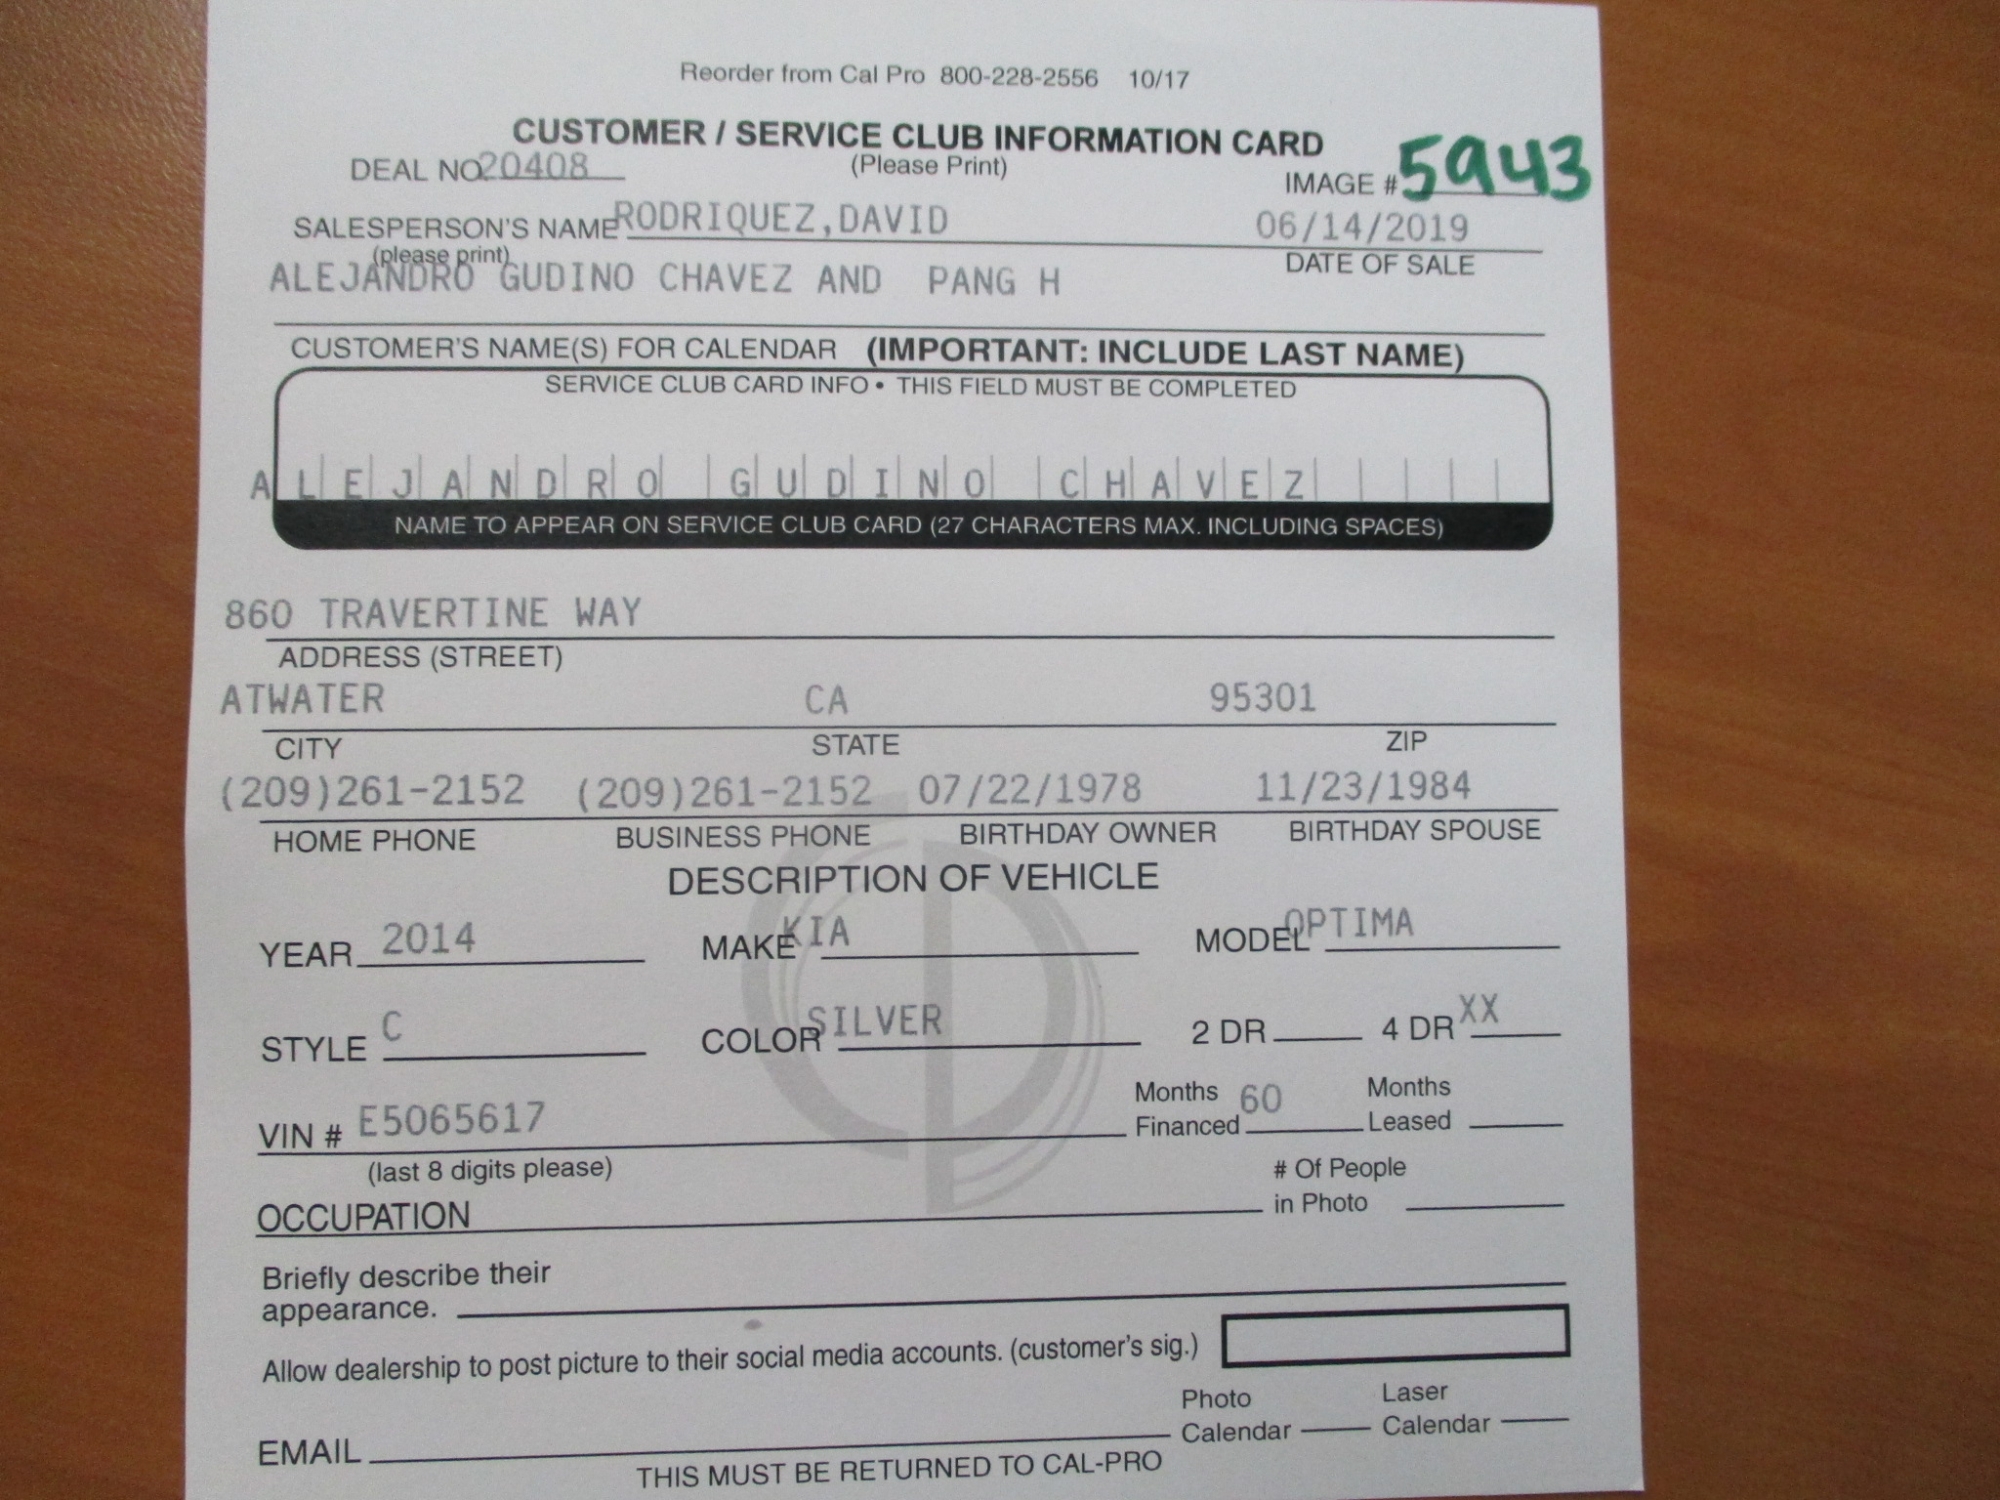 Reorder from Cal Pro 800-228-2556 10/17
CUSTOMER / SERVICE CLUB INFORMATION CARD
DEAL NO. 20408 (Please Print) IMAGE # 5943
SALESPERSON'S NAME RODRIQUEZ,DAVID 06/14/2019
(please print) DATE OF SALE
ALEJANDRO GUDINO CHAVEZ AND PANG H
CUSTOMER'S NAME(S) FOR CALENDAR (IMPORTANT: INCLUDE LAST NAME)
SERVICE CLUB CARD INFO • THIS FIELD MUST BE COMPLETED
ALEJANDRO GUDINO CHAVEZ
NAME TO APPEAR ON SERVICE CLUB CARD (27 CHARACTERS MAX. INCLUDING SPACES)
860 TRAVERTINE WAY
ADDRESS (STREET)
ATWATER CA 95301
CITY STATE ZIP
(209)261-2152 (209)261-2152 07/22/1978 11/23/1984
HOME PHONE BUSINESS PHONE BIRTHDAY OWNER BIRTHDAY SPOUSE
DESCRIPTION OF VEHICLE
YEAR 2014 MAKE KIA MODEL OPTIMA
STYLE C COLOR SILVER 2 DR 4 DR XX
VIN # E5065617 Months Financed 60 Months Leased
(last 8 digits please)
OCCUPATION # Of People in Photo
Briefly describe their
appearance.
Allow dealership to post picture to their social media accounts. (customer's sig.)
EMAIL Photo Calendar Laser Calendar
THIS MUST BE RETURNED TO CAL-PRO